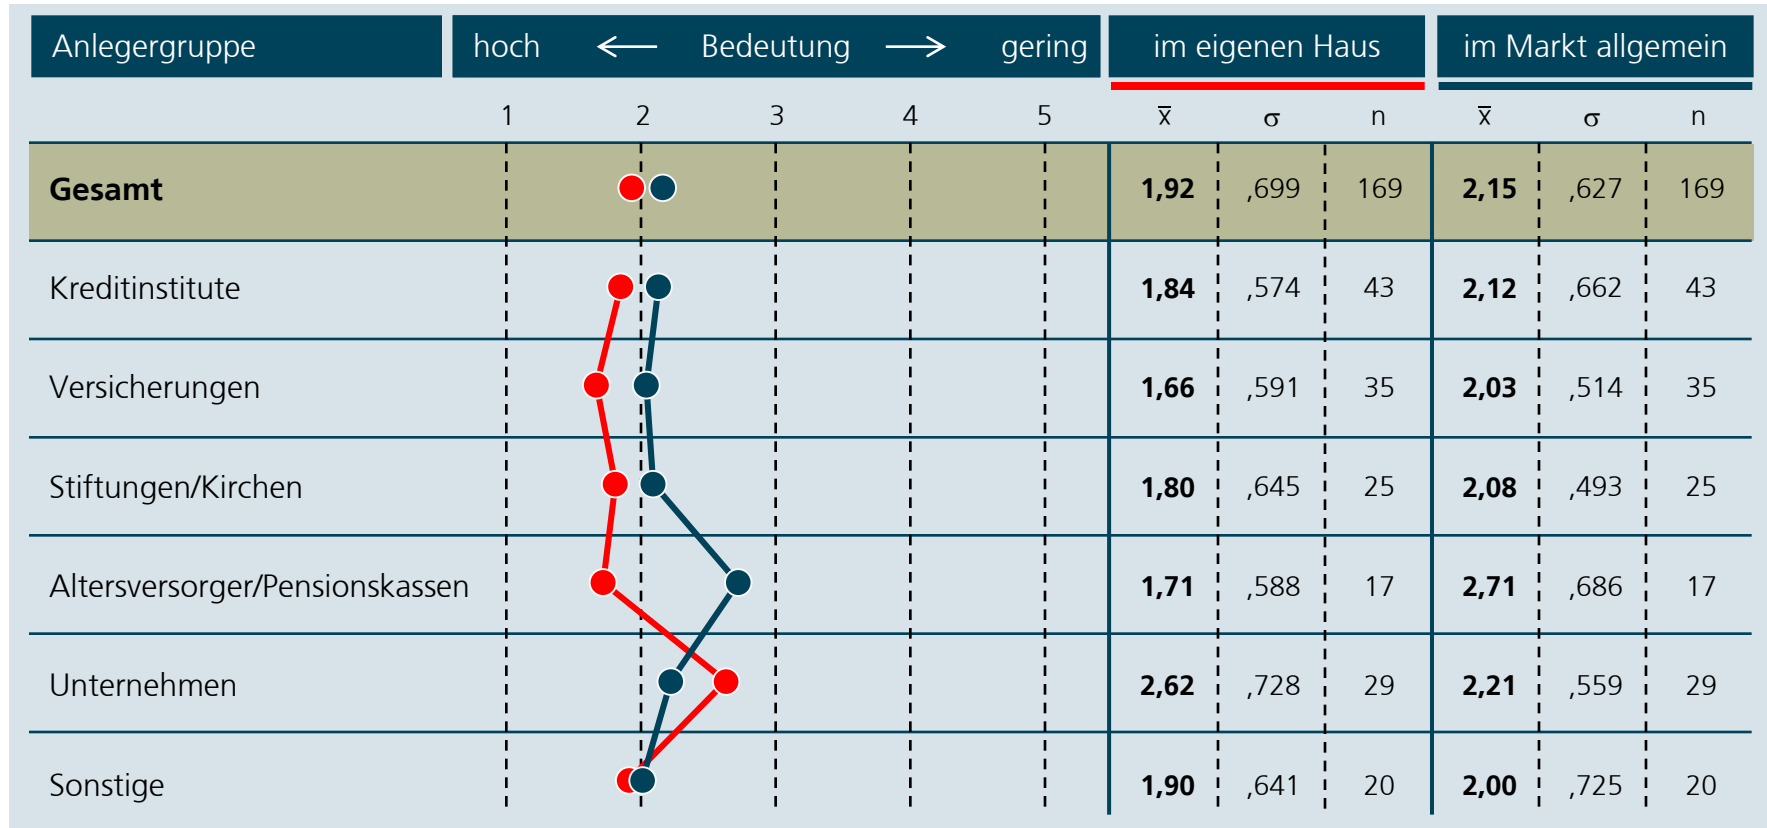 Anlegergruppe hoch ← Bedeutung → gering im eigenen Haus im Markt allgemein
1 2 3 4 5 x̅ σ n x̅ σ n
Gesamt 1,92 ,699 169 2,15 ,627 169
Kreditinstitute 1,84 ,574 43 2,12 ,662 43
Versicherungen 1,66 ,591 35 2,03 ,514 35
Stiftungen/Kirchen 1,80 ,645 25 2,08 ,493 25
Altersversorger/Pensionskassen 1,71 ,588 17 2,71 ,686 17
Unternehmen 2,62 ,728 29 2,21 ,559 29
Sonstige 1,90 ,641 20 2,00 ,725 20